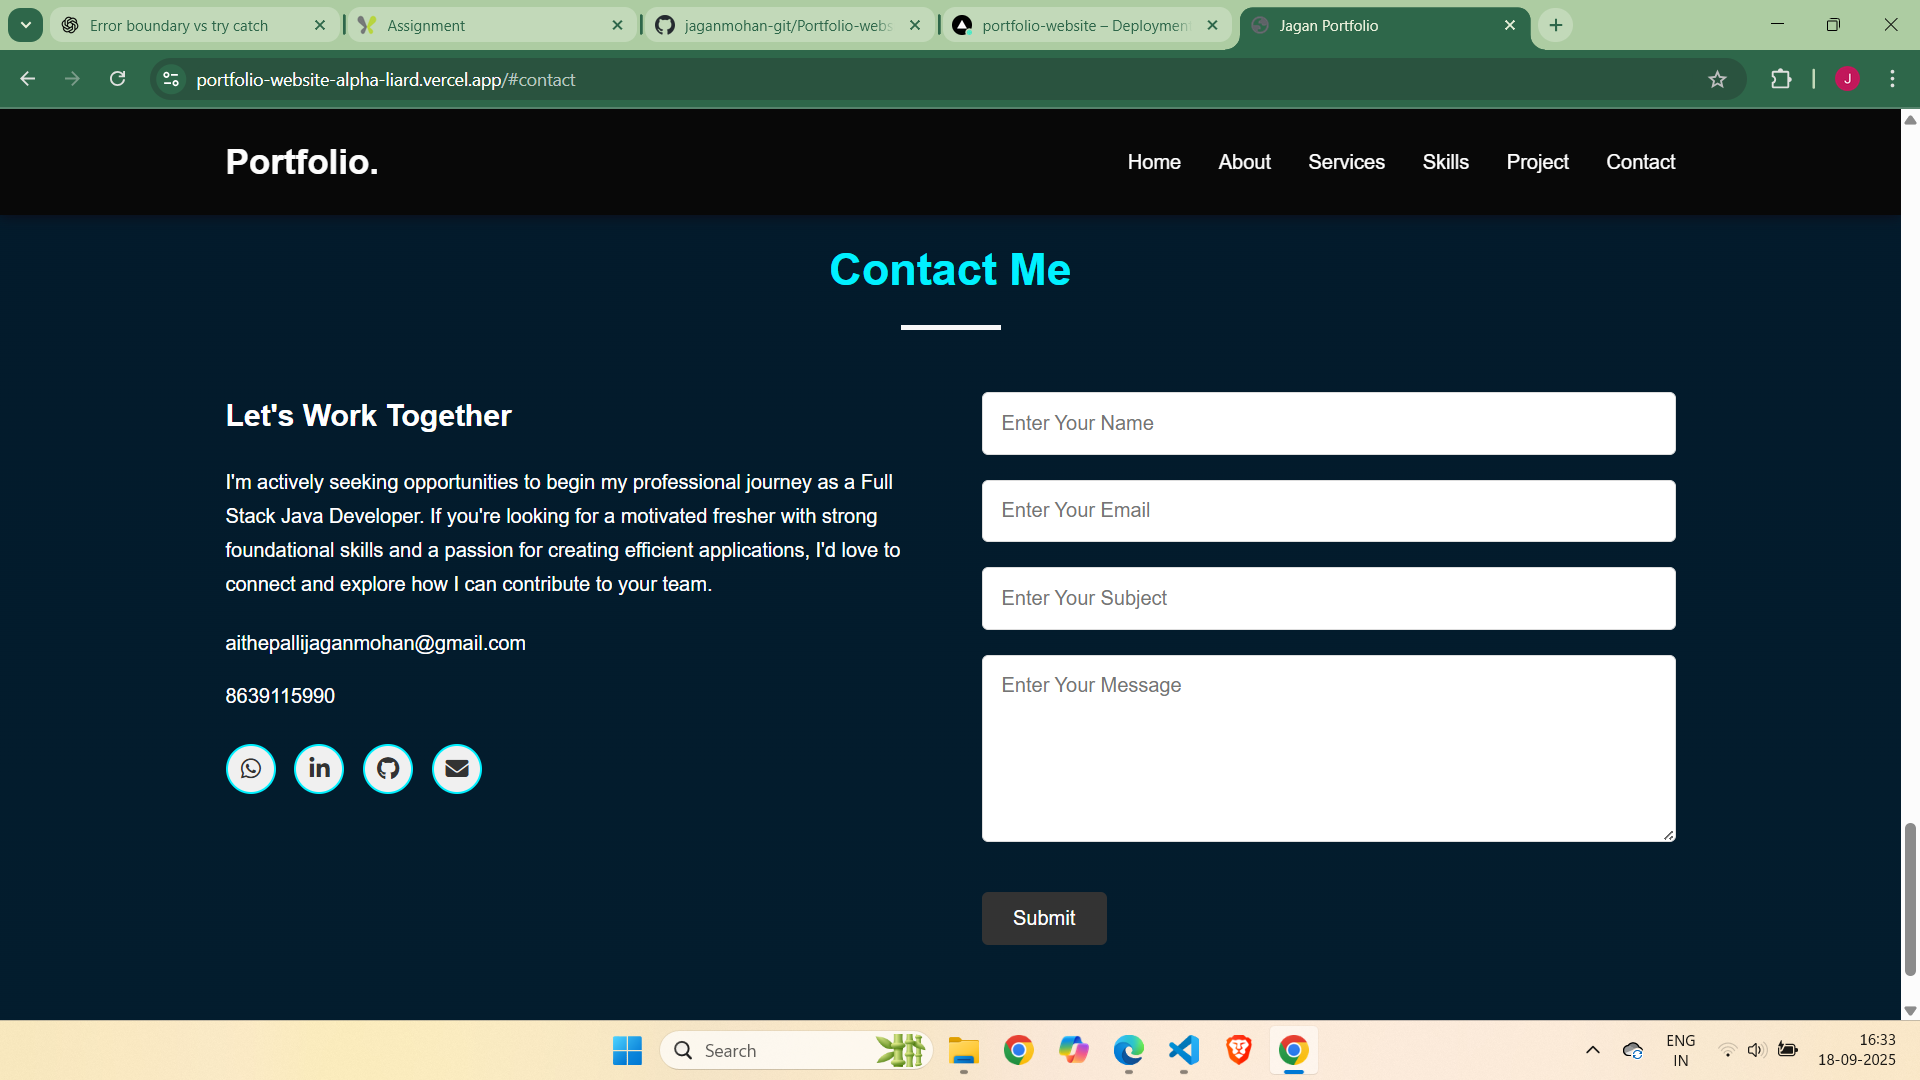 Error boundary vs try catch
Assignment
jaganmohan-git/Portfolio-webs
portfolio-website – Deploymen
Jagan Portfolio
portfolio-website-alpha-liard.vercel.app/#contact
J
Portfolio.
Home
About
Services
Skills
Project
Contact
Contact Me
Let's Work Together
I'm actively seeking opportunities to begin my professional journey as a Full
Stack Java Developer. If you're looking for a motivated fresher with strong
foundational skills and a passion for creating efficient applications, I'd love to
connect and explore how I can contribute to your team.
aithepallijaganmohan@gmail.com
8639115990
in
Enter Your Name
Enter Your Email
Enter Your Subject
Enter Your Message
Submit
Search
ENG
IN
16:33
18-09-2025